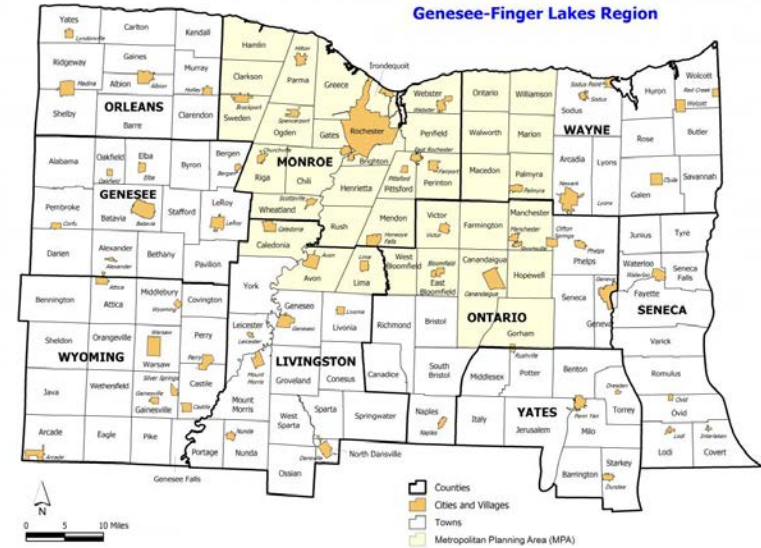 Genesee-Finger Lakes Region
Yates
Lyndonville
Carlton
Kendall
Ridgeway
Gaines
Medina
Albion
Albion
Murray
Holley
Shelby
ORLEANS
Barre
Clarendon
Hamlin
Clarkson
Brockport
Sweden
Hilton
Parma
Greece
Irondequoit
Spencerport
Ogden
Gates
Rochester
MONROE
Brighton
Churchville
Riga
Chili
Henrietta
Scottsville
Wheatland
Rush
Mendon
Honeoye Falls
Webster
Webster
Penfield
East Rochester
Fairport
Perinton
Pittsford
Pittsford
Ontario
Williamson
Walworth
Marion
Macedon
Palmyra
Palmyra
WAYNE
Sodus Point
Sodus
Sodus
Arcadia
Newark
Lyons
Lyons
Huron
Wolcott
Red Creek
Wolcott
Rose
Butler
Galen
Clyde
Savannah
Alabama
Oakfield
Oakfield
Elba
Elba
Byron
Bergen
Bergen
GENESEE
Pembroke
Corfu
Batavia
Batavia
Stafford
LeRoy
LeRoy
Darien
Alexander
Alexander
Bethany
Pavilion
Attica
Bennington
Attica
Middlebury
Wyoming
Covington
Sheldon
Orangeville
Warsaw
Warsaw
Perry
Perry
WYOMING
Java
Wethersfield
Silver Springs
Gainesville
Gainesville
Castile
Castile
Arcade
Arcade
Eagle
Pike
Genesee Falls
Caledonia
Caledonia
Avon
Avon
Lima
Lima
York
Geneseo
Geneseo
Livonia
Livonia
Leicester
Leicester
LIVINGSTON
Mount
Morris
Groveland
Conesus
Mount
Morris
West
Sparta
Sparta
Springwater
Portage
Nunda
Nunda
Dansville
North Dansville
Ossian
Victor
Victor
Farmington
Manchester
Manchester
Shortsville
Clifton
Springs
Phelps
Phelps
West
Bloomfield
Bloomfield
East
Bloomfield
Canandaigua
Canandaigua
Hopewell
Seneca
Geneva
Geneva
Richmond
Bristol
ONTARIO
Gorham
Rushville
Canadice
South
Bristol
Naples
Naples
Middlesex
Potter
Benton
Dresden
Penn Yan
Torrey
Italy
YATES
Jerusalem
Milo
Barrington
Starkey
Dundee
Junius
Tyre
Waterloo
Waterloo
Seneca
Falls
Fayette
SENECA
Varick
Romulus
Ovid
Ovid
Lodi
Interlaken
Lodi
Covert
N
0 5 10 Miles
Counties
Cities and Villages
Towns
Metropolitan Planning Area (MPA)